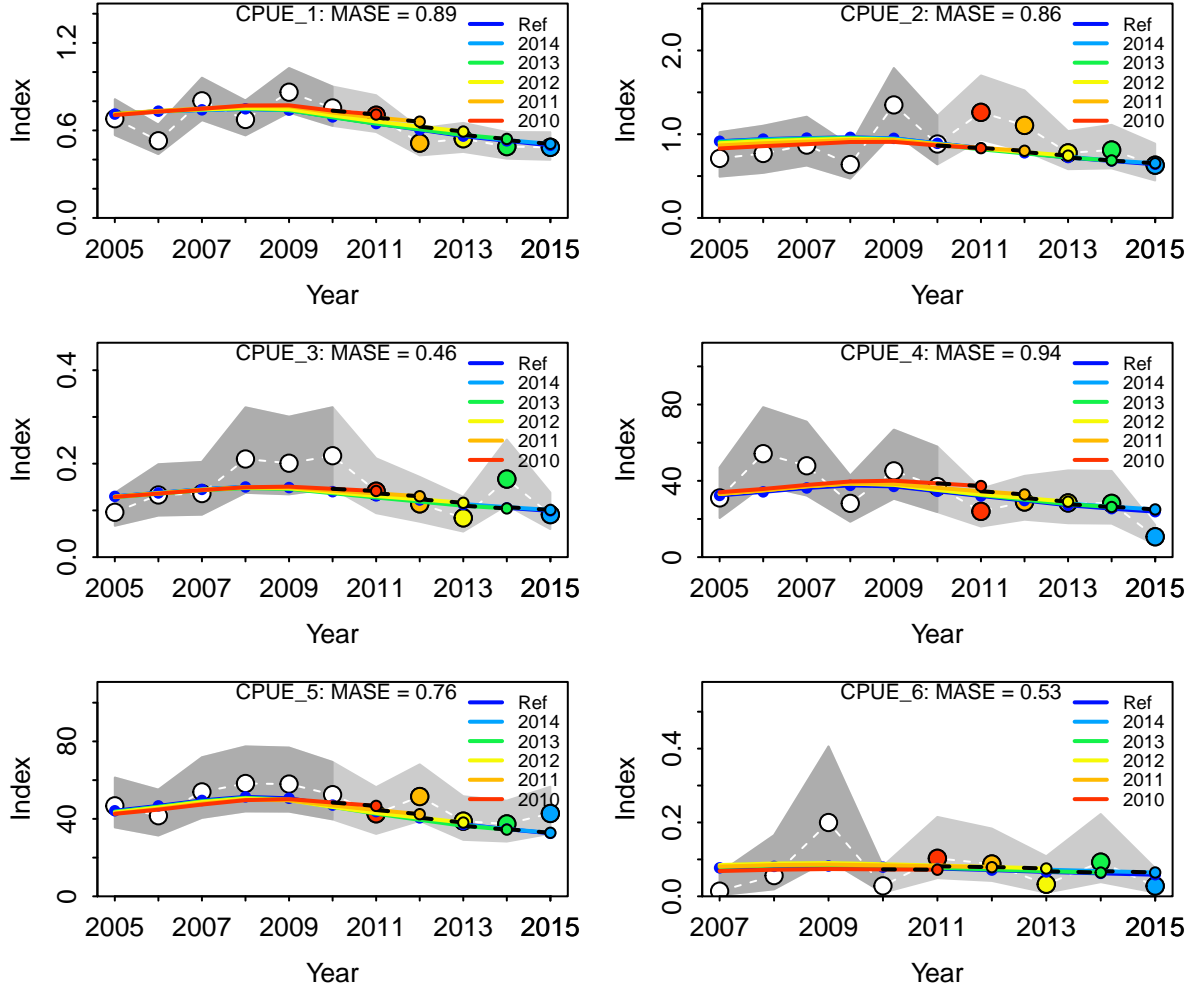 CPUE_1: MASE = 0.89
Index
0.0 0.6 1.2
Ref
2014
2013
2012
2011
2010
2005 2007 2009 2011 2013 2015
Year
CPUE_2: MASE = 0.86
Index
0.0 1.0 2.0
Ref
2014
2013
2012
2011
2010
2005 2007 2009 2011 2013 2015
Year
CPUE_3: MASE = 0.46
Index
0.0 0.2 0.4
Ref
2014
2013
2012
2011
2010
2005 2007 2009 2011 2013 2015
Year
CPUE_4: MASE = 0.94
Index
0 40 80
Ref
2014
2013
2012
2011
2010
2005 2007 2009 2011 2013 2015
Year
CPUE_5: MASE = 0.76
Index
0 40 80
Ref
2014
2013
2012
2011
2010
2005 2007 2009 2011 2013 2015
Year
CPUE_6: MASE = 0.53
Index
0.0 0.2 0.4
Ref
2014
2013
2012
2011
2010
2007 2009 2011 2013 2015
Year